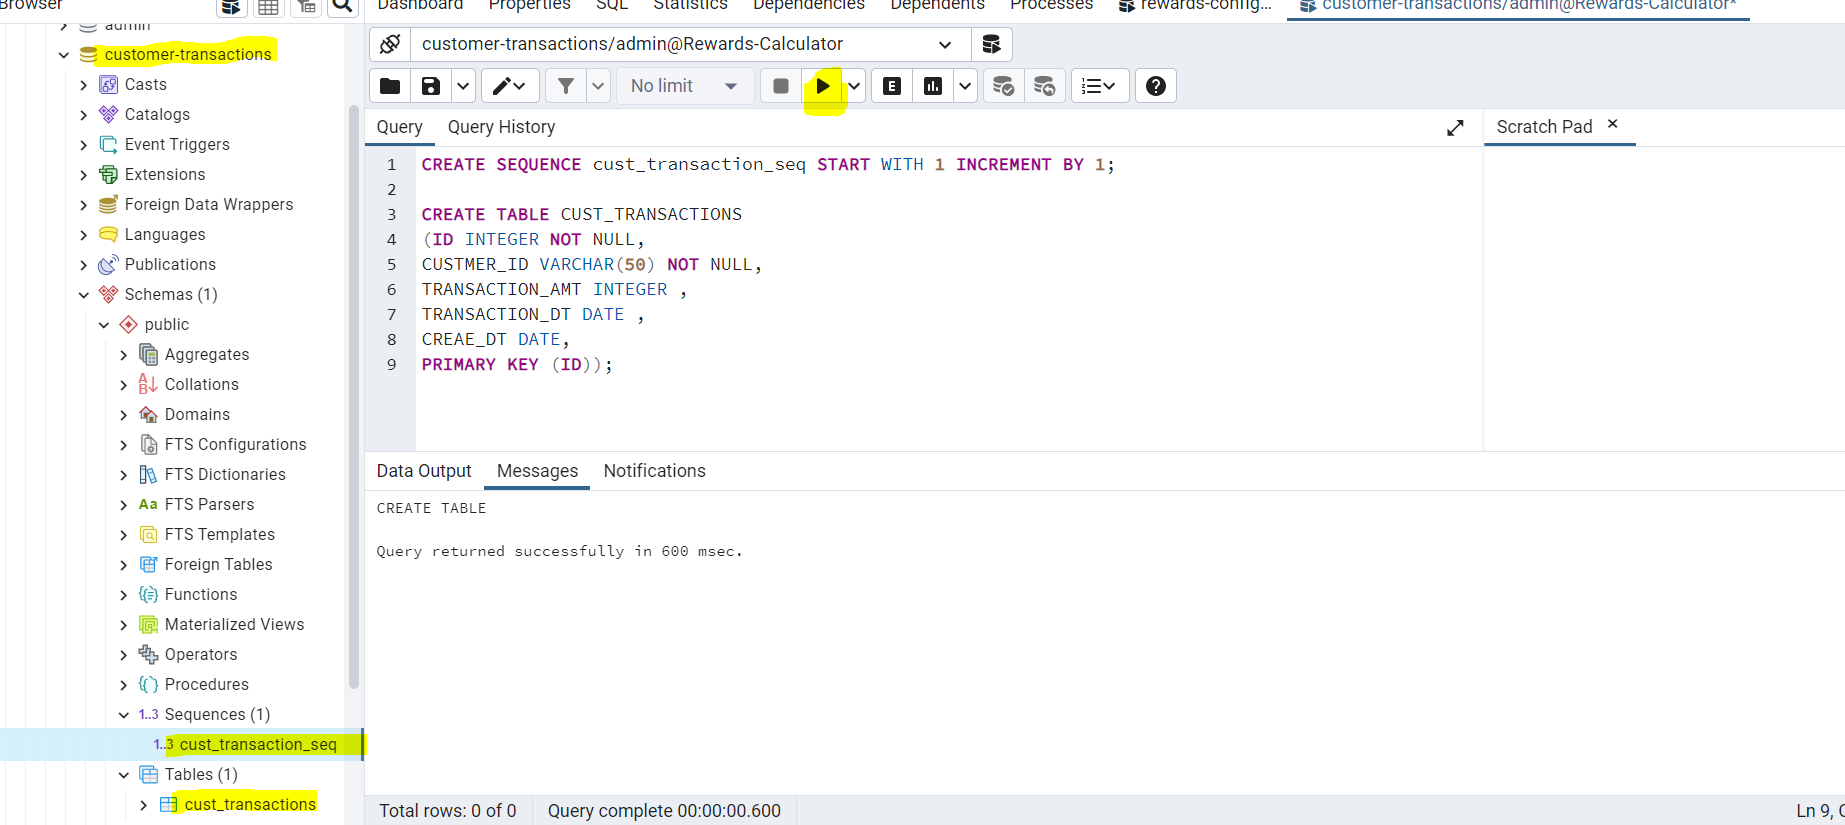 Browser
Dashboard Properties SQL Statistics Dependencies Dependents Processes rewards-config... customer-transactions/admin@Rewards-Calculator*
admin
customer-transactions
Casts
Catalogs
Event Triggers
Extensions
Foreign Data Wrappers
Languages
Publications
Schemas (1)
public
Aggregates
Collations
Domains
FTS Configurations
FTS Dictionaries
Aa FTS Parsers
FTS Templates
Foreign Tables
Functions
Materialized Views
Operators
Procedures
1..3 Sequences (1)
1..3 cust_transaction_seq
Tables (1)
cust_transactions
customer-transactions/admin@Rewards-Calculator
No limit
E
Query Query History
Scratch Pad
1 CREATE SEQUENCE cust_transaction_seq START WITH 1 INCREMENT BY 1;
2
3 CREATE TABLE CUST_TRANSACTIONS
4 (ID INTEGER NOT NULL,
5 CUSTMER_ID VARCHAR(50) NOT NULL,
6 TRANSACTION_AMT INTEGER ,
7 TRANSACTION_DT DATE ,
8 CREAE_DT DATE,
9 PRIMARY KEY (ID));
Data Output Messages Notifications
CREATE TABLE
Query returned successfully in 600 msec.
Total rows: 0 of 0 Query complete 00:00:00.600
Ln 9,